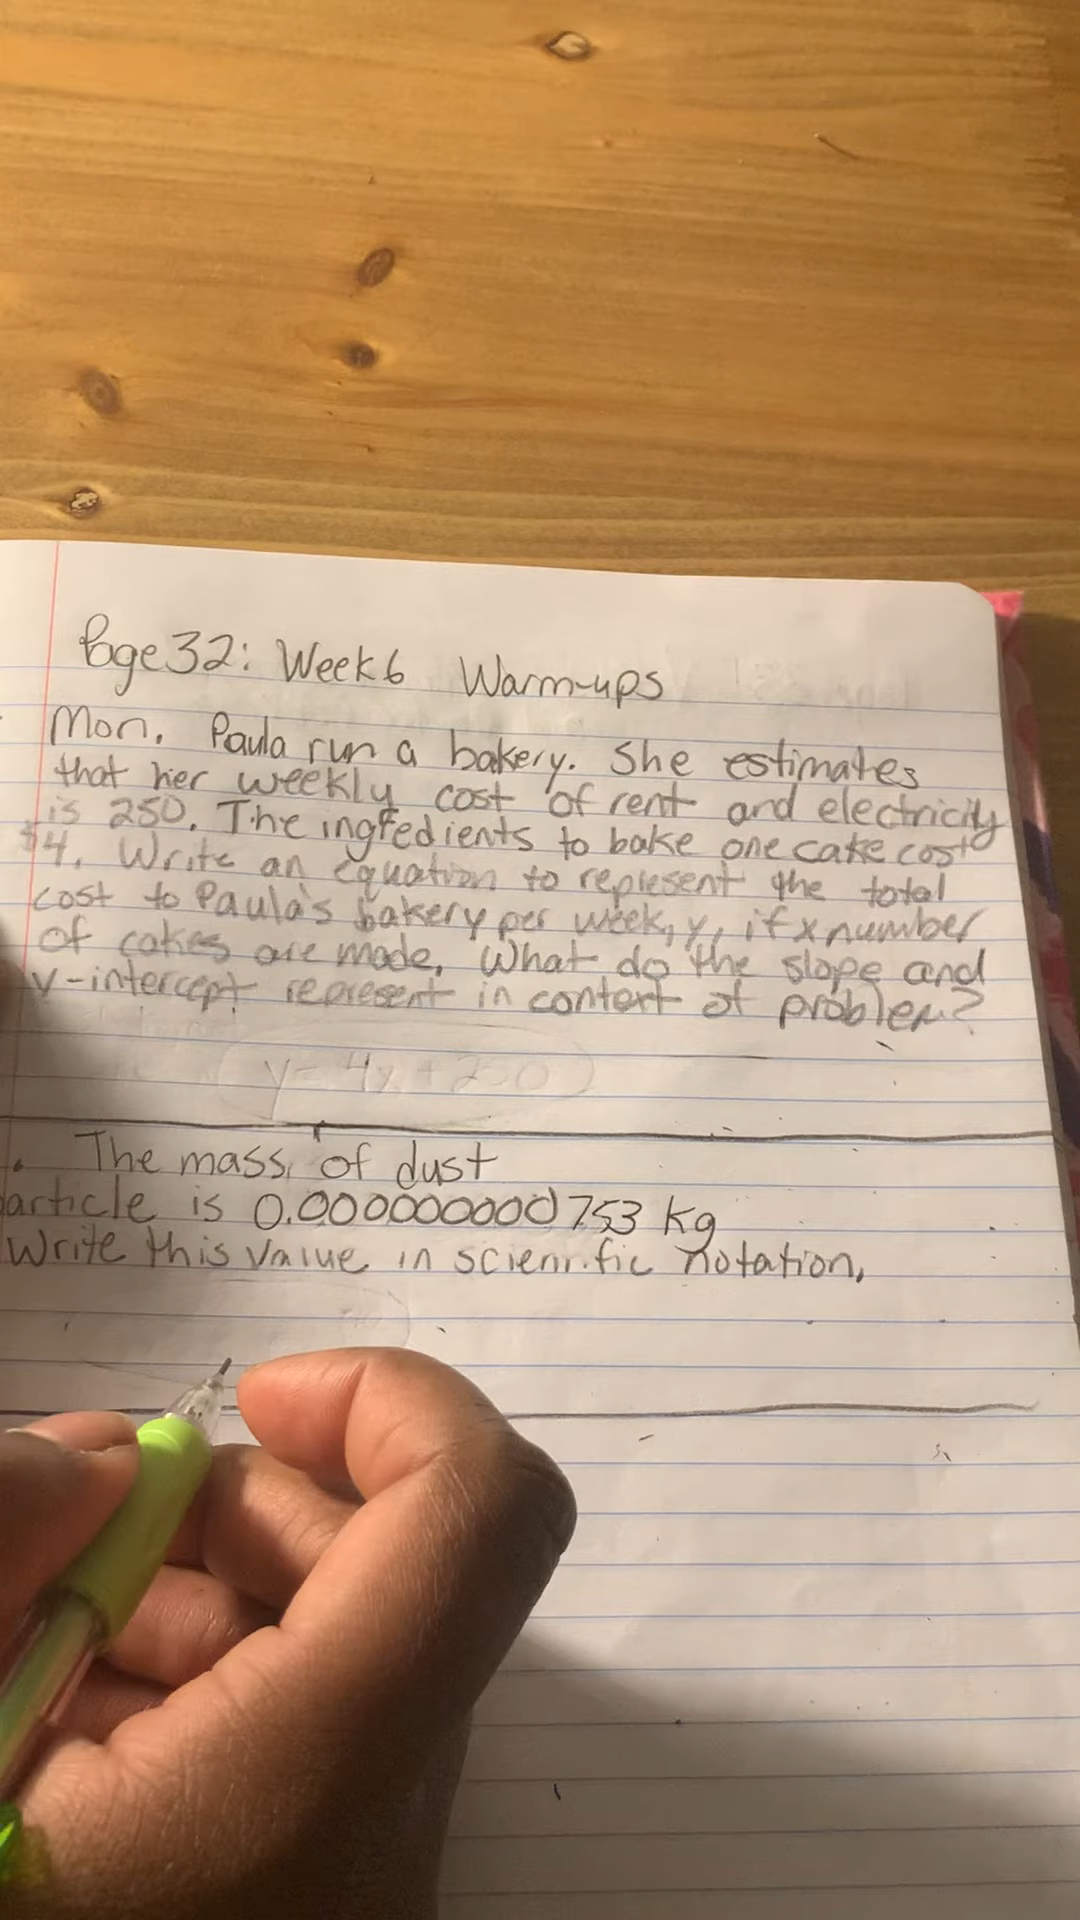 Page 32: Week 6 Warm-ups
Mon. Paula run a bakery. She estimates
that her weekly cost of rent and electricity
is 250. The ingredients to bake one cake cost
$4. Write an equation to represent the total
cost to Paula's bakery per week, y, if x number
of cakes are made. What do the slope and
y-intercept represent in context of problem?
y = 4x + 250
. The mass of dust
article is 0.000000000753 kg
Write this value in scienrific notation,